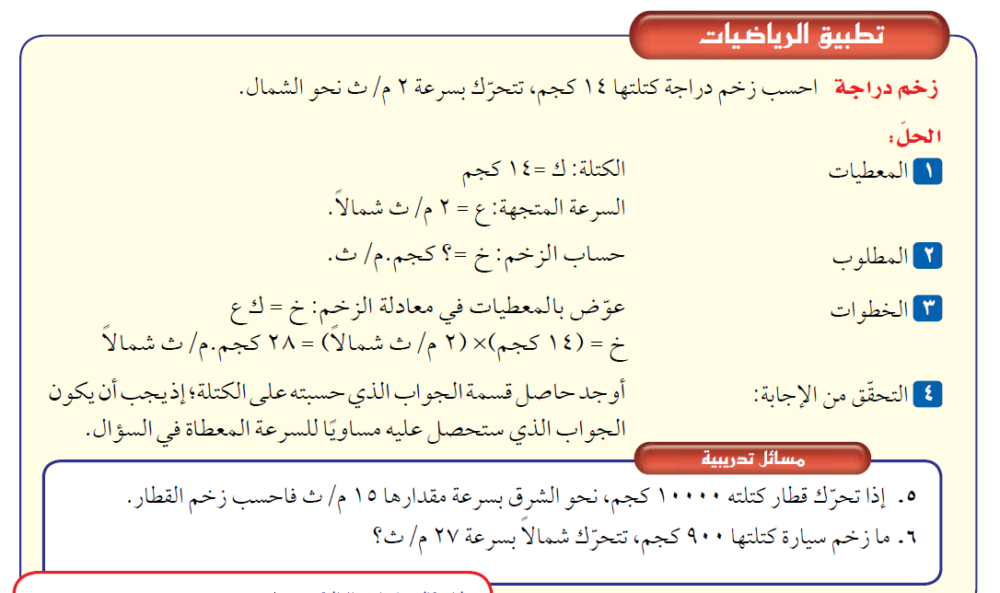 تطبيق الرياضيات
زخم دراجة احسب زخم دراجة كتلتها ١٤ كجم، تتحرّك بسرعة ٢ م/ ث نحو الشمال.
الحلّ:
١ المعطيات الكتلة: ك =١٤ كجم
السرعة المتجهة: ع = ٢ م/ ث شمالاً.
٢ المطلوب حساب الزخم: خ =؟ كجم.م/ ث.
٣ الخطوات عوّض بالمعطيات في معادلة الزخم: خ = ك ع
خ = (١٤ كجم)×(٢ م/ ث شمالاً) = ٢٨ كجم.م/ ث شمالاً
٤ التحقّق من الإجابة: أوجد حاصل قسمة الجواب الذي حسبته على الكتلة؛ إذ يجب أن يكون
الجواب الذي ستحصل عليه مساويًا للسرعة المعطاة في السؤال.
مسائل تدريبية
٥. إذا تحرّك قطار كتلته ١٠٠٠٠ كجم، نحو الشرق بسرعة مقدارها ١٥ م/ ث فاحسب زخم القطار.
٦. ما زخم سيارة كتلتها ٩٠٠ كجم، تتحرّك شمالاً بسرعة ٢٧ م/ ث؟